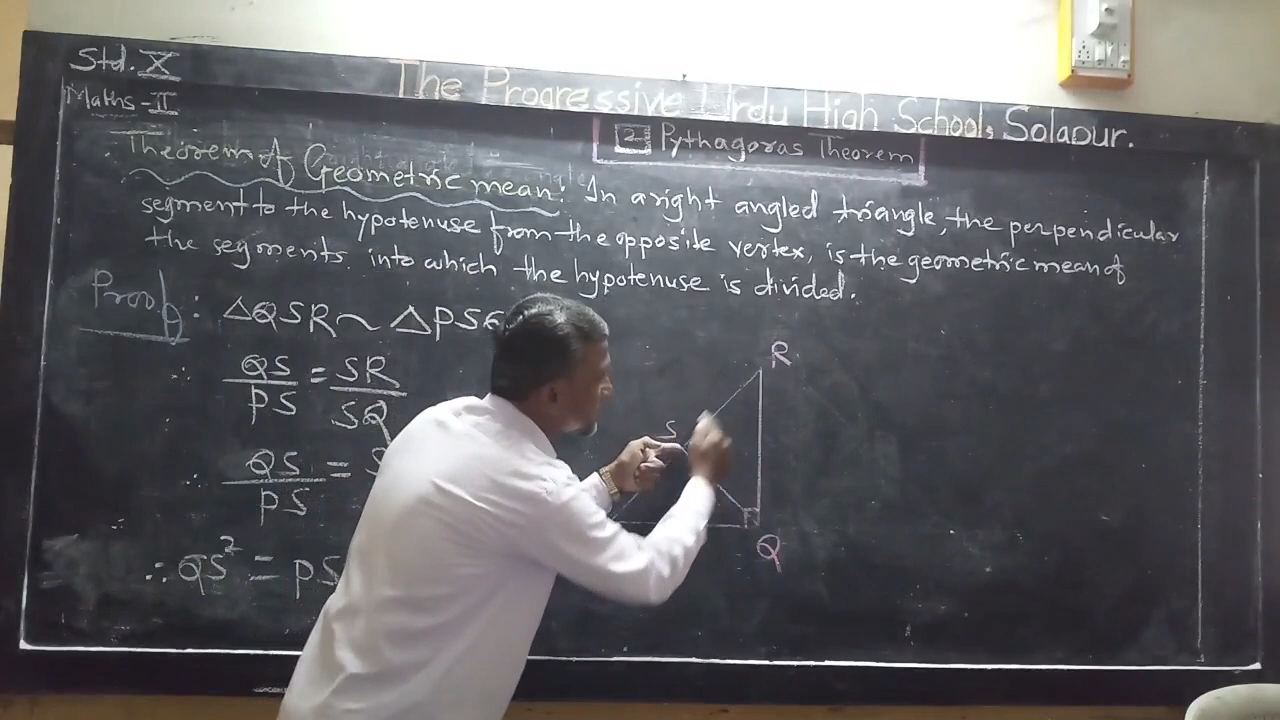 Std. X
The Progressive Urdu High School, Solapur.
Maths-II
2. Pythagoras Theorem
Theorem of Geometric mean: In a right angled triangle, the perpendicular
segment to the hypotenuse from the opposite vertex, is the geometric mean of
the segments into which the hypotenuse is divided.
Proof: ΔQSR ~ ΔPS
∴ QS/PS = SR/SQ
∴ QS/PS =
∴ QS² = PS
R
S
Q